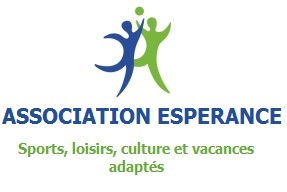 ASSOCIATION ESPERANCE
Sports, loisirs, culture et vacances
adaptés